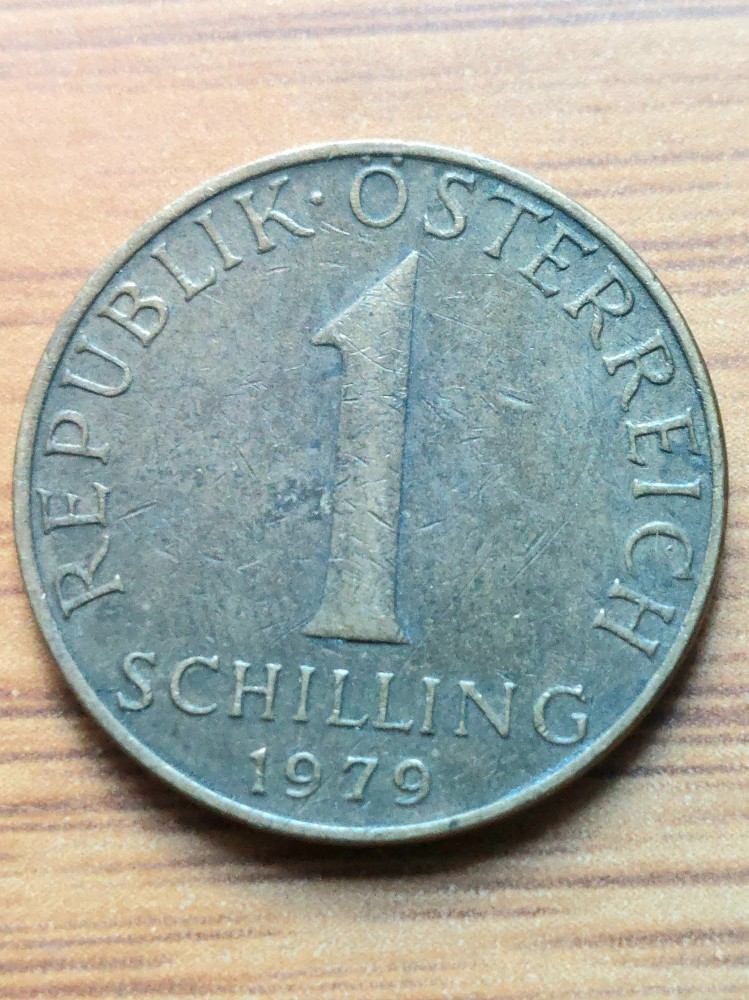 REPUBLIK · ÖSTERREICH
1
SCHILLING
1979